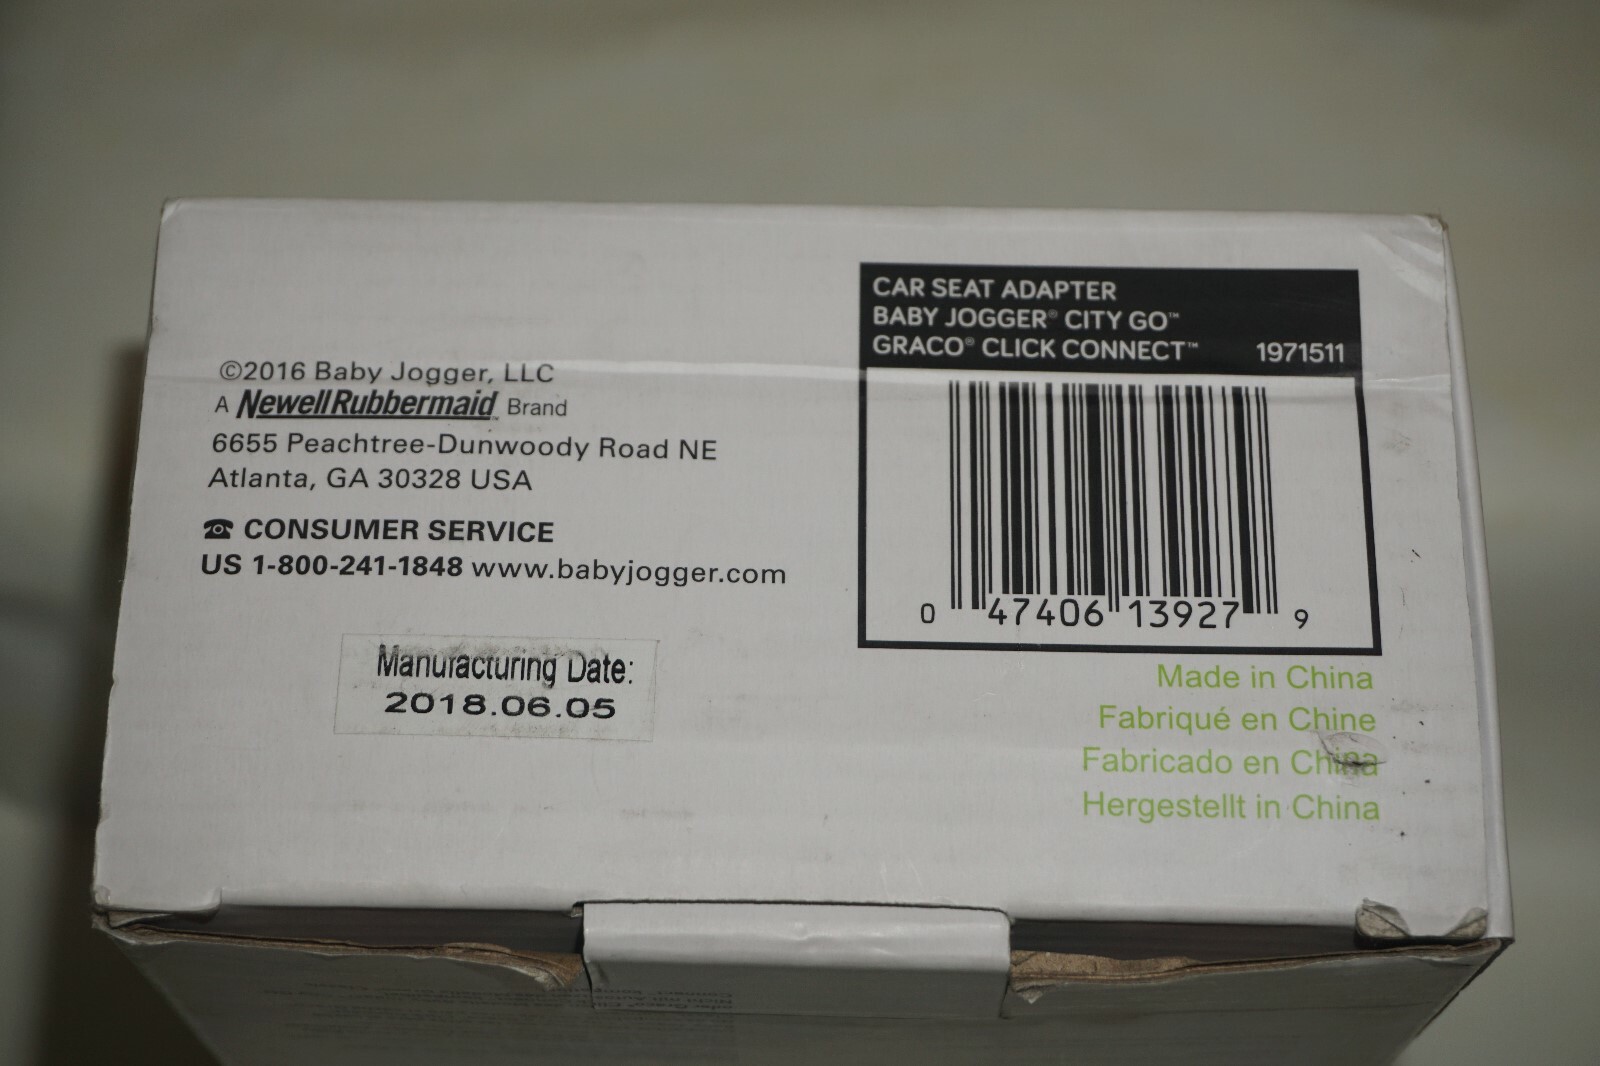 ©2016 Baby Jogger, LLC
A NewellRubbermaid™ Brand
6655 Peachtree-Dunwoody Road NE
Atlanta, GA 30328 USA
☎ CONSUMER SERVICE
US 1-800-241-1848 www.babyjogger.com
Manufacturing Date:
2018.06.05
CAR SEAT ADAPTER
BABY JOGGER® CITY GO™
GRACO® CLICK CONNECT™ 1971511
0 47406 13927 9
Made in China
Fabriqué en Chine
Fabricado en China
Hergestellt in China